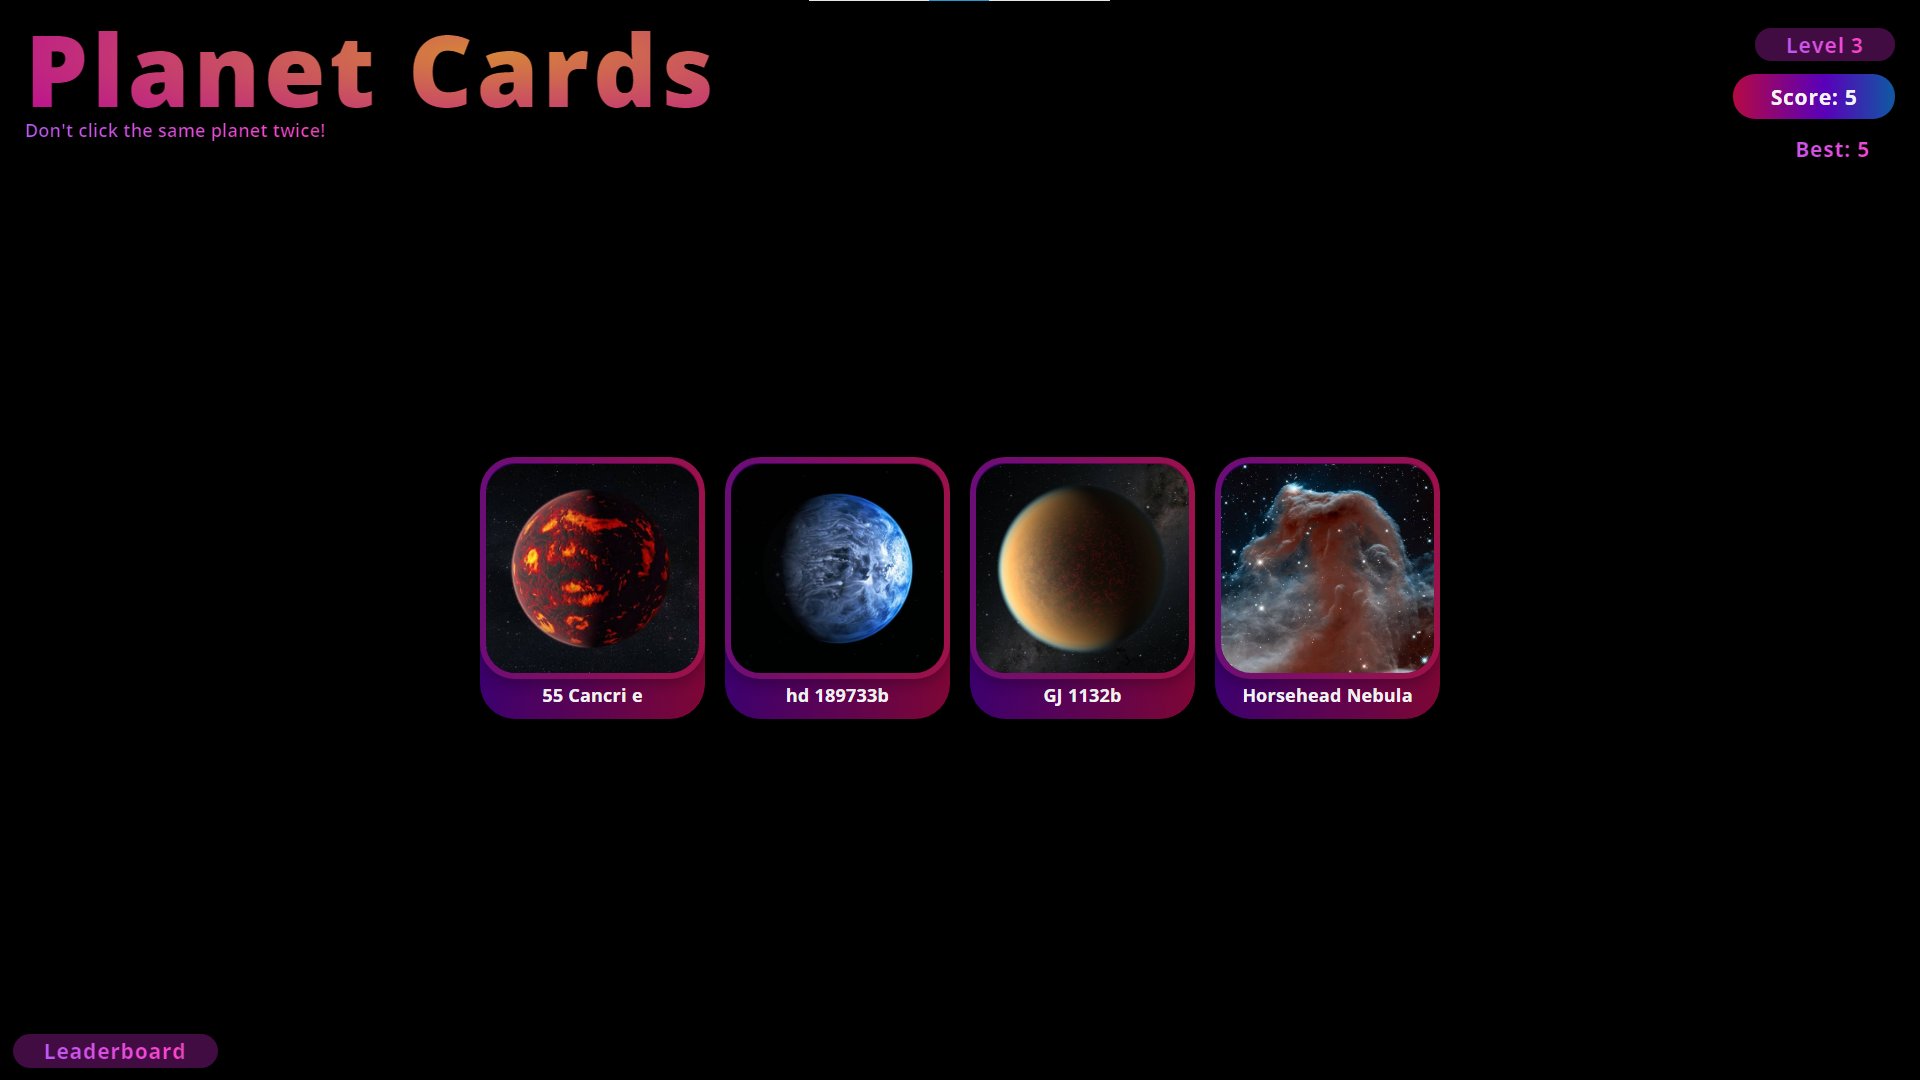 Planet Cards
Don't click the same planet twice!
Level 3
Score: 5
Best: 5
55 Cancri e
hd 189733b
GJ 1132b
Horsehead Nebula
Leaderboard